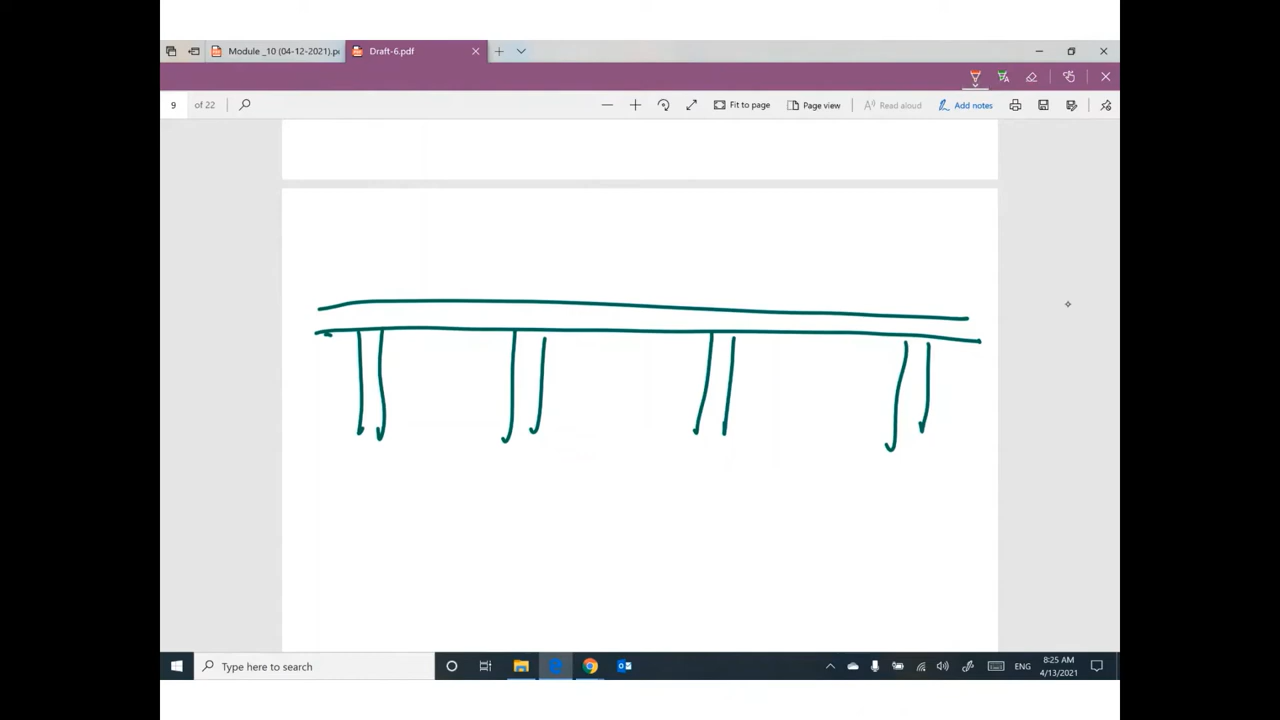 Module _10 (04-12-2021).p
Draft-6.pdf
9 of 22
Fit to page
Page view
Read aloud
Add notes
Type here to search
ENG
8:25 AM
4/13/2021